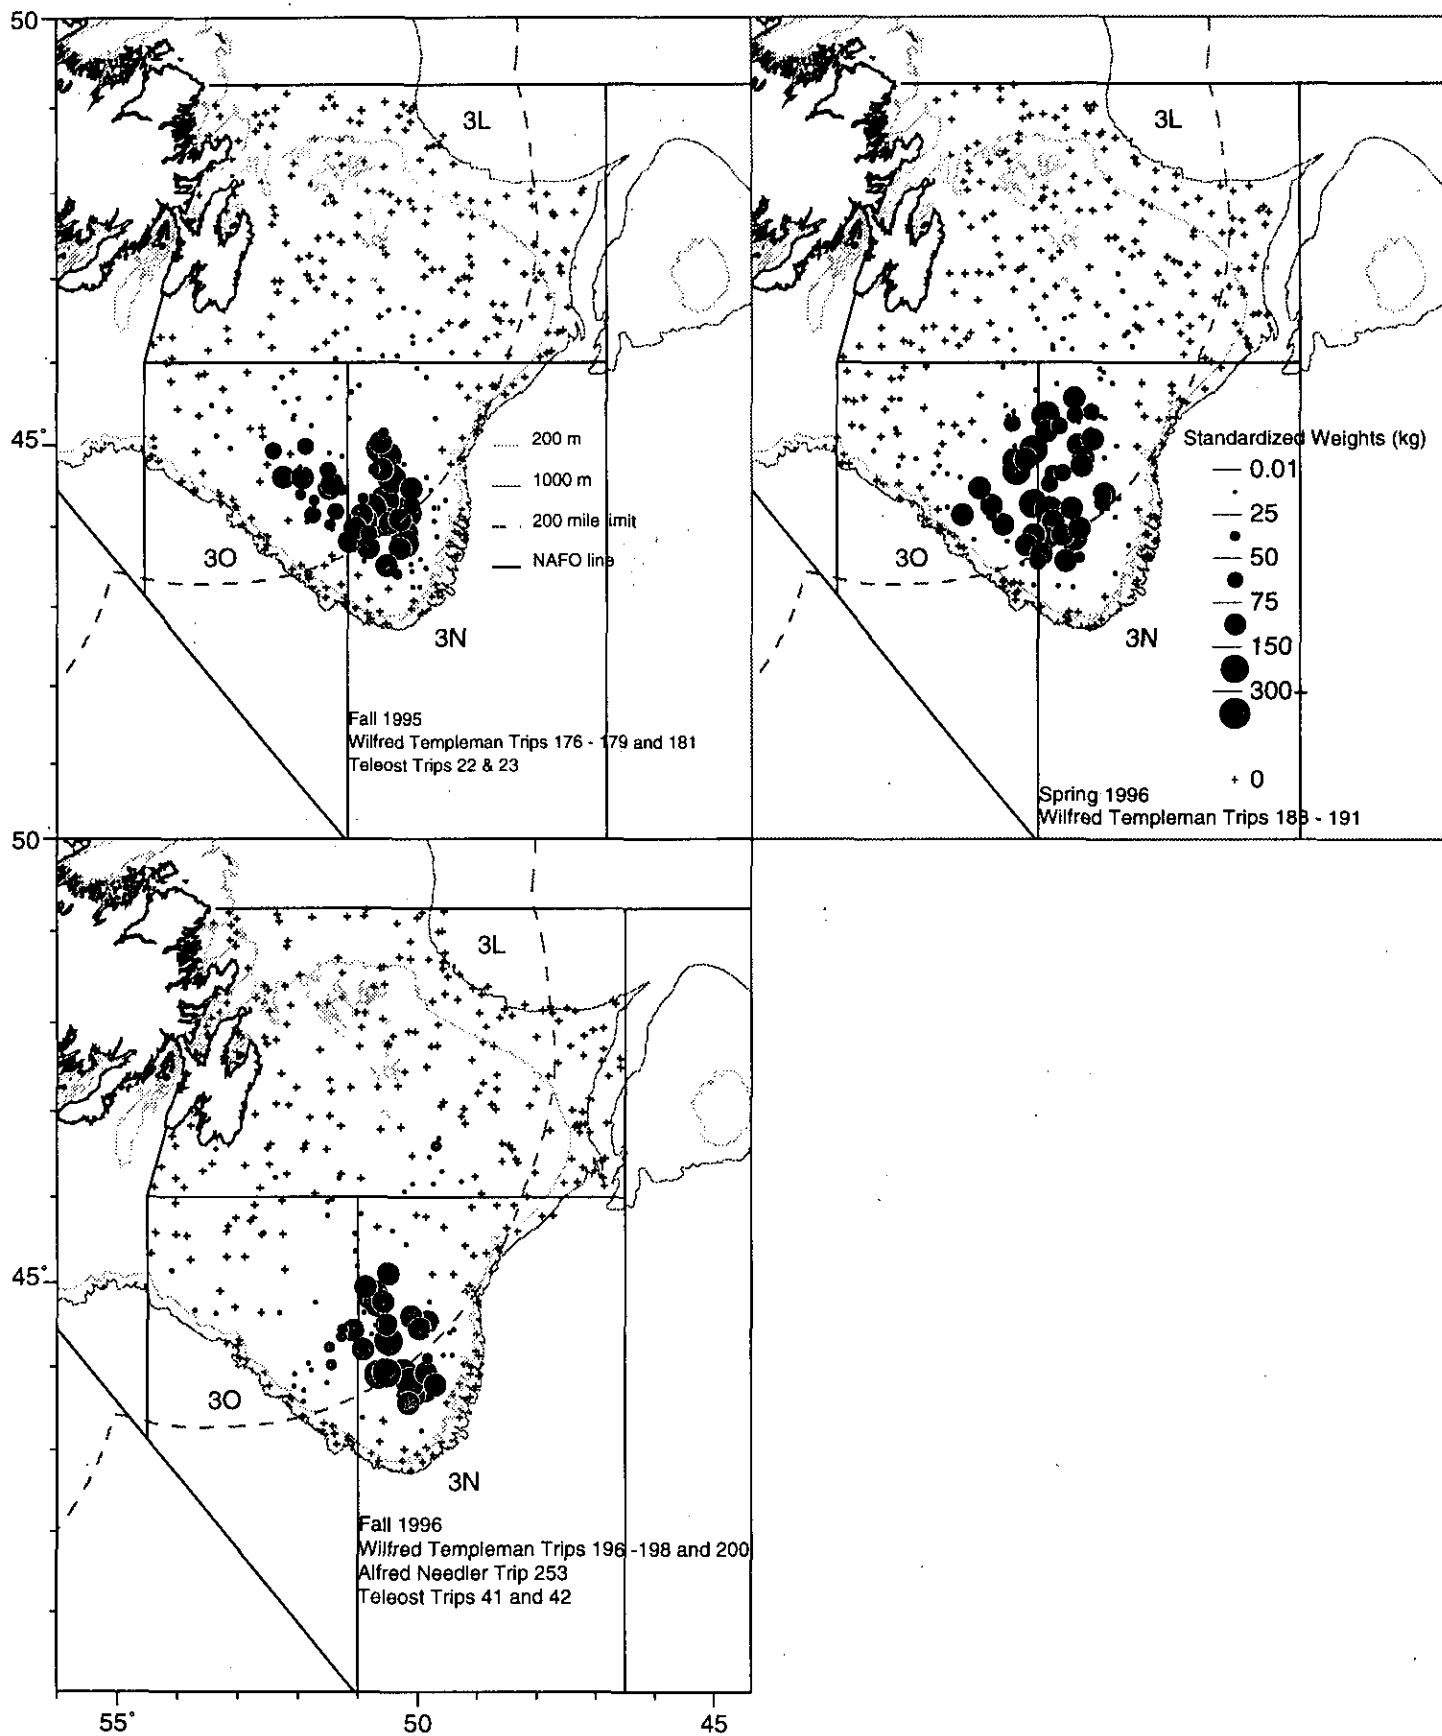 50
3L
45°
200 m
1000 m
200 mile limit
NAFO line
3O
3N
Fall 1995
Wilfred Templeman Trips 176 - 179 and 181
Teleost Trips 22 & 23
3L
Standardized Weights (kg)
0.01
25
50
75
150
300+
0
3O
3N
Spring 1996
Wilfred Templeman Trips 188 - 191
50
3L
45°
3O
3N
Fall 1996
Wilfred Templeman Trips 196 -198 and 200
Alfred Needler Trip 253
Teleost Trips 41 and 42
55°
50
45